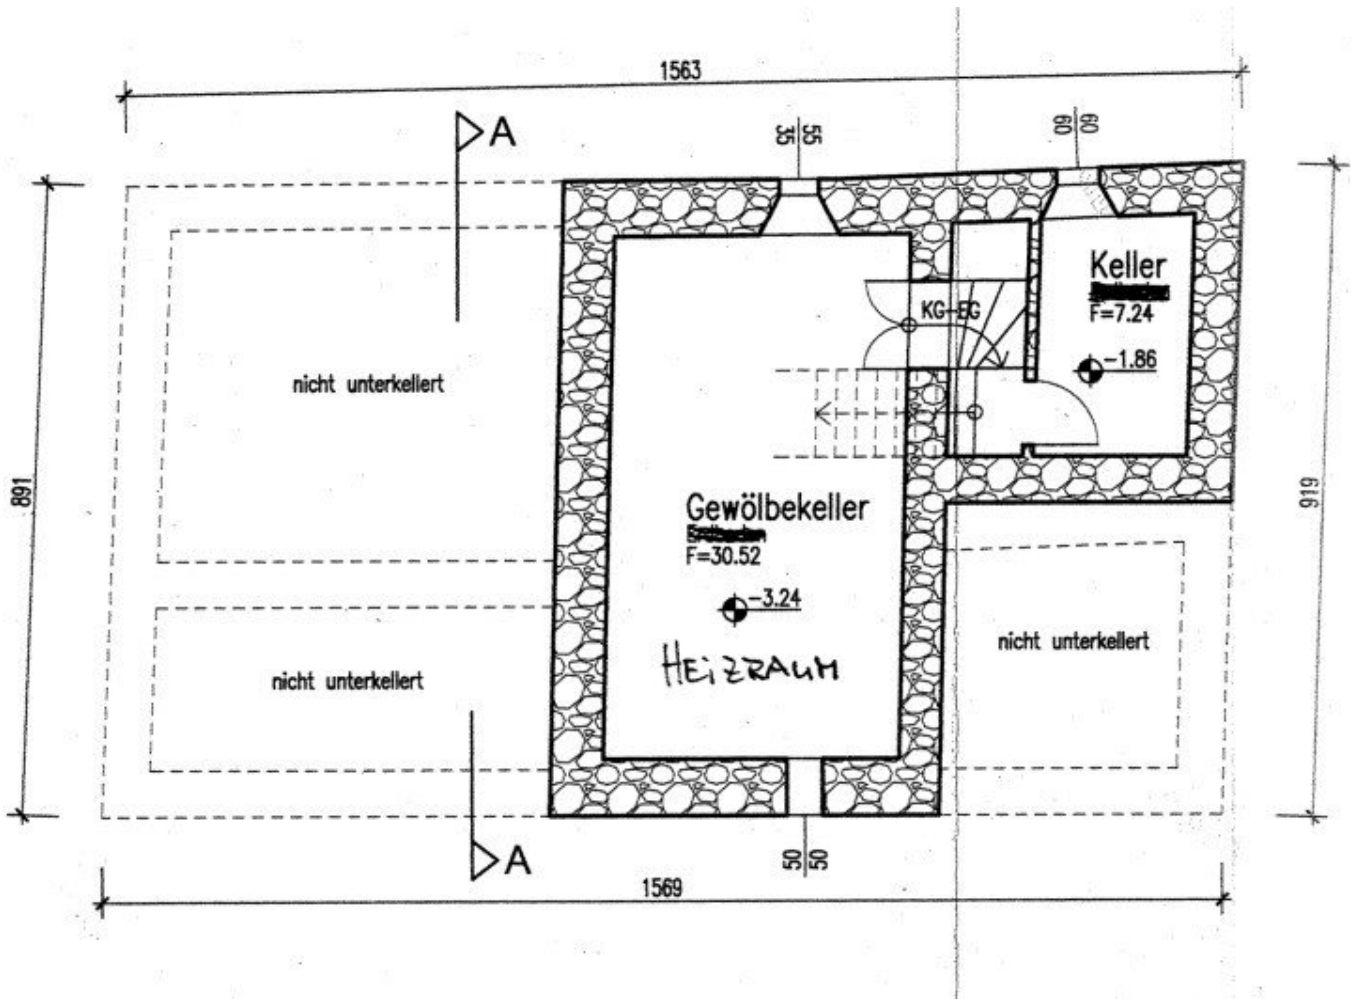 1563
A
35
55
60
60
Keller
F=7.24
-1.86
KG-EG
nicht unterkellert
891
919
Gewölbekeller
F=30.52
-3.24
HEiZRAUM
nicht unterkellert
nicht unterkellert
50
50
A
1569